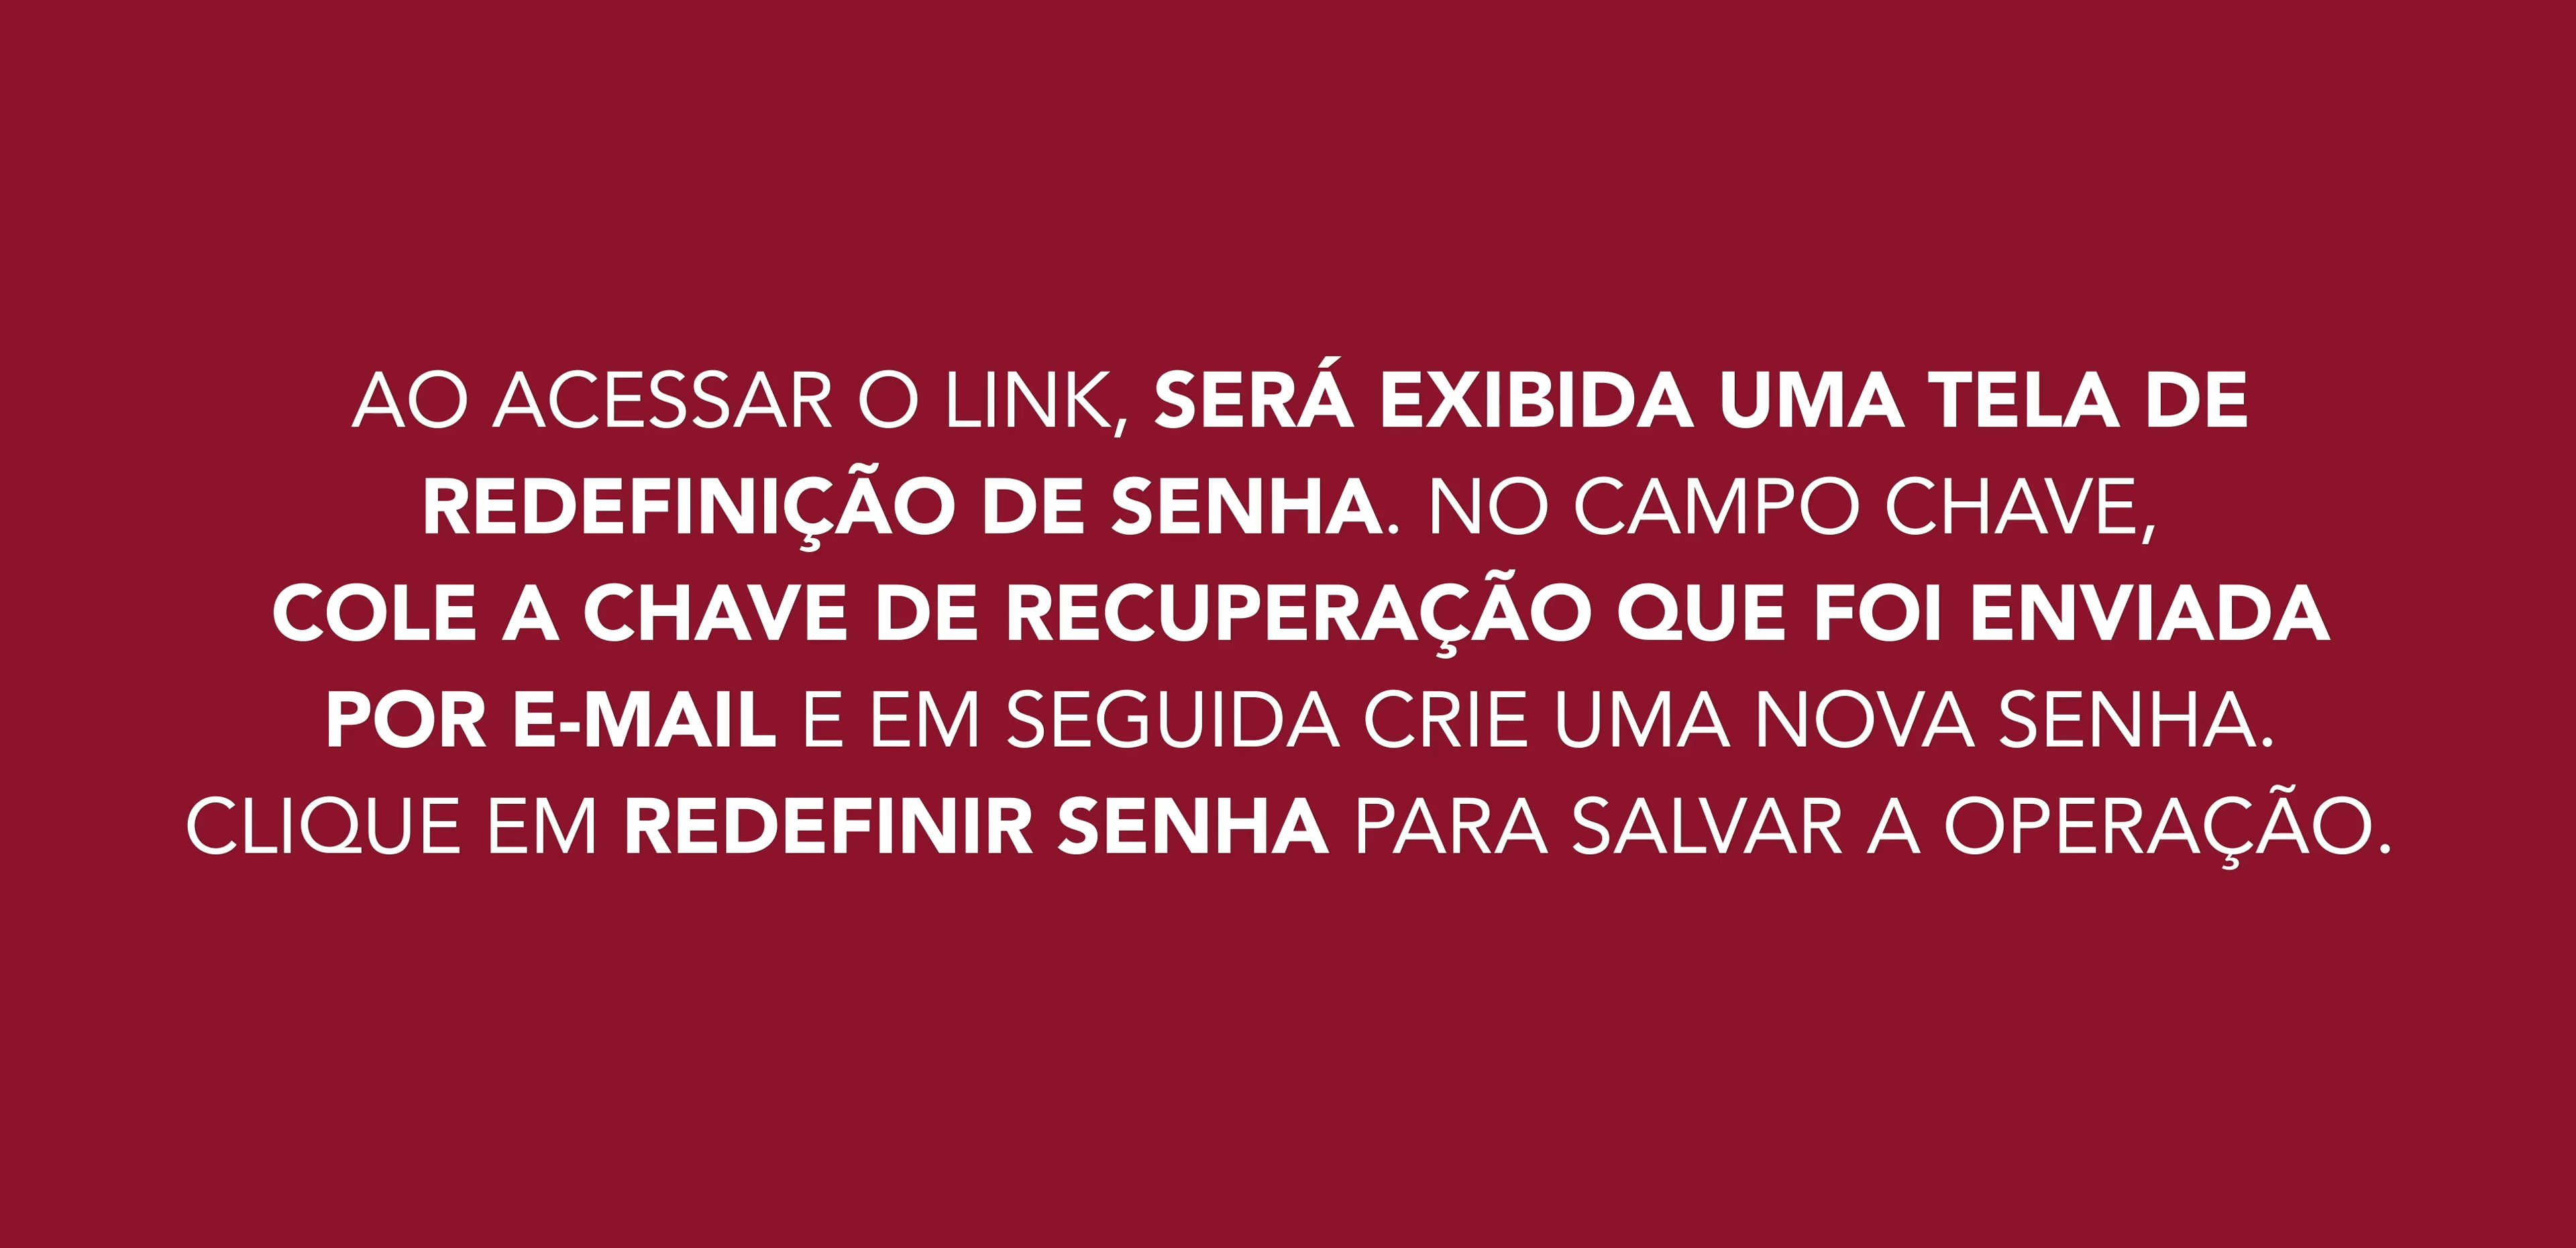 AO ACESSAR O LINK, SERÁ EXIBIDA UMA TELA DE
REDEFINIÇÃO DE SENHA. NO CAMPO CHAVE,
COLE A CHAVE DE RECUPERAÇÃO QUE FOI ENVIADA
POR E-MAIL E EM SEGUIDA CRIE UMA NOVA SENHA.
CLIQUE EM REDEFINIR SENHA PARA SALVAR A OPERAÇÃO.